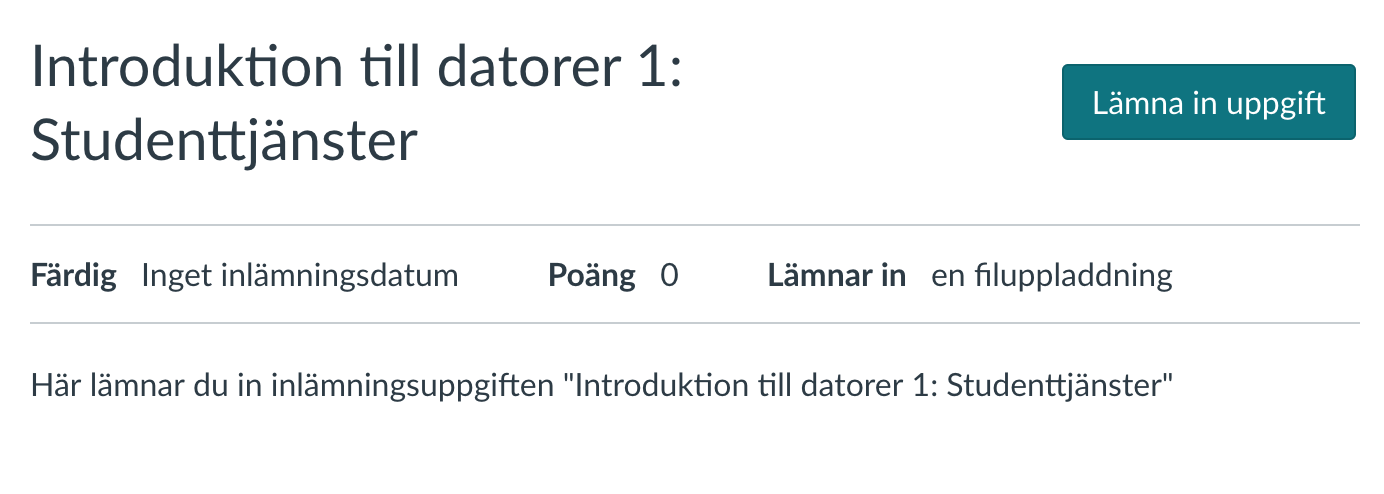 Introduktion till datorer 1:
Studenttjänster
Lämna in uppgift
Färdig Inget inlämningsdatum Poäng 0 Lämnar in en filuppladdning
Här lämnar du in inlämningsuppgiften "Introduktion till datorer 1: Studenttjänster"